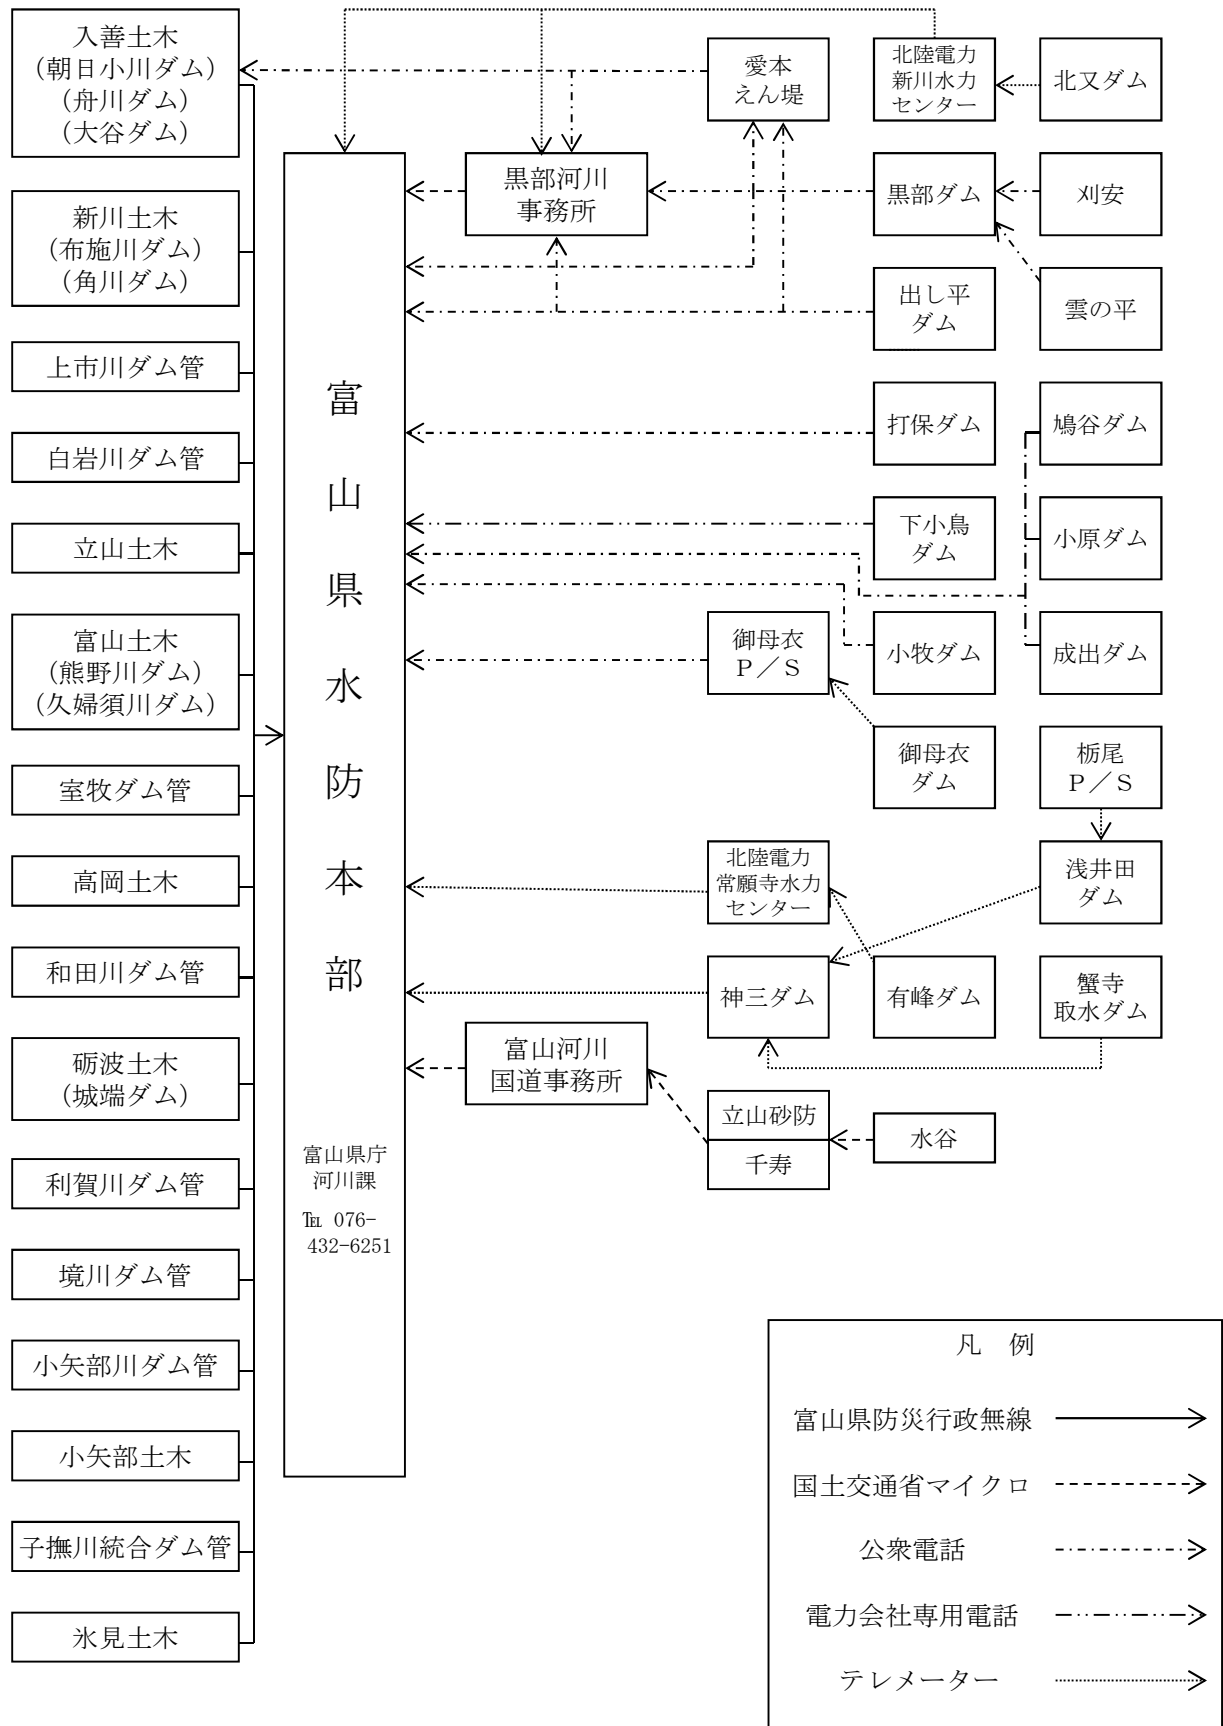 入善土木
（朝日小川ダム）
（舟川ダム）
（大谷ダム）
新川土木
（布施川ダム）
（角川ダム）
上市川ダム管
白岩川ダム管
立山土木
富山土木
（熊野川ダム）
（久婦須川ダム）
室牧ダム管
高岡土木
和田川ダム管
砺波土木
（城端ダム）
利賀川ダム管
境川ダム管
小矢部川ダム管
小矢部土木
子撫川統合ダム管
氷見土木
富山県水防本部
富山県庁
河川課
℡ 076-
432-6251
黒部河川
事務所
富山河川
国道事務所
愛本
えん堤
御母衣
Ｐ／Ｓ
北陸電力
常願寺水力
センター
神三ダム
立山砂防
千寿
北陸電力
新川水力
センター
黒部ダム
出し平
ダム
打保ダム
下小鳥
ダム
小牧ダム
御母衣
ダム
有峰ダム
水谷
北又ダム
刈安
雲の平
鳩谷ダム
小原ダム
成出ダム
栃尾
Ｐ／Ｓ
浅井田
ダム
蟹寺
取水ダム
凡　例
富山県防災行政無線
国土交通省マイクロ
公衆電話
電力会社専用電話
テレメーター